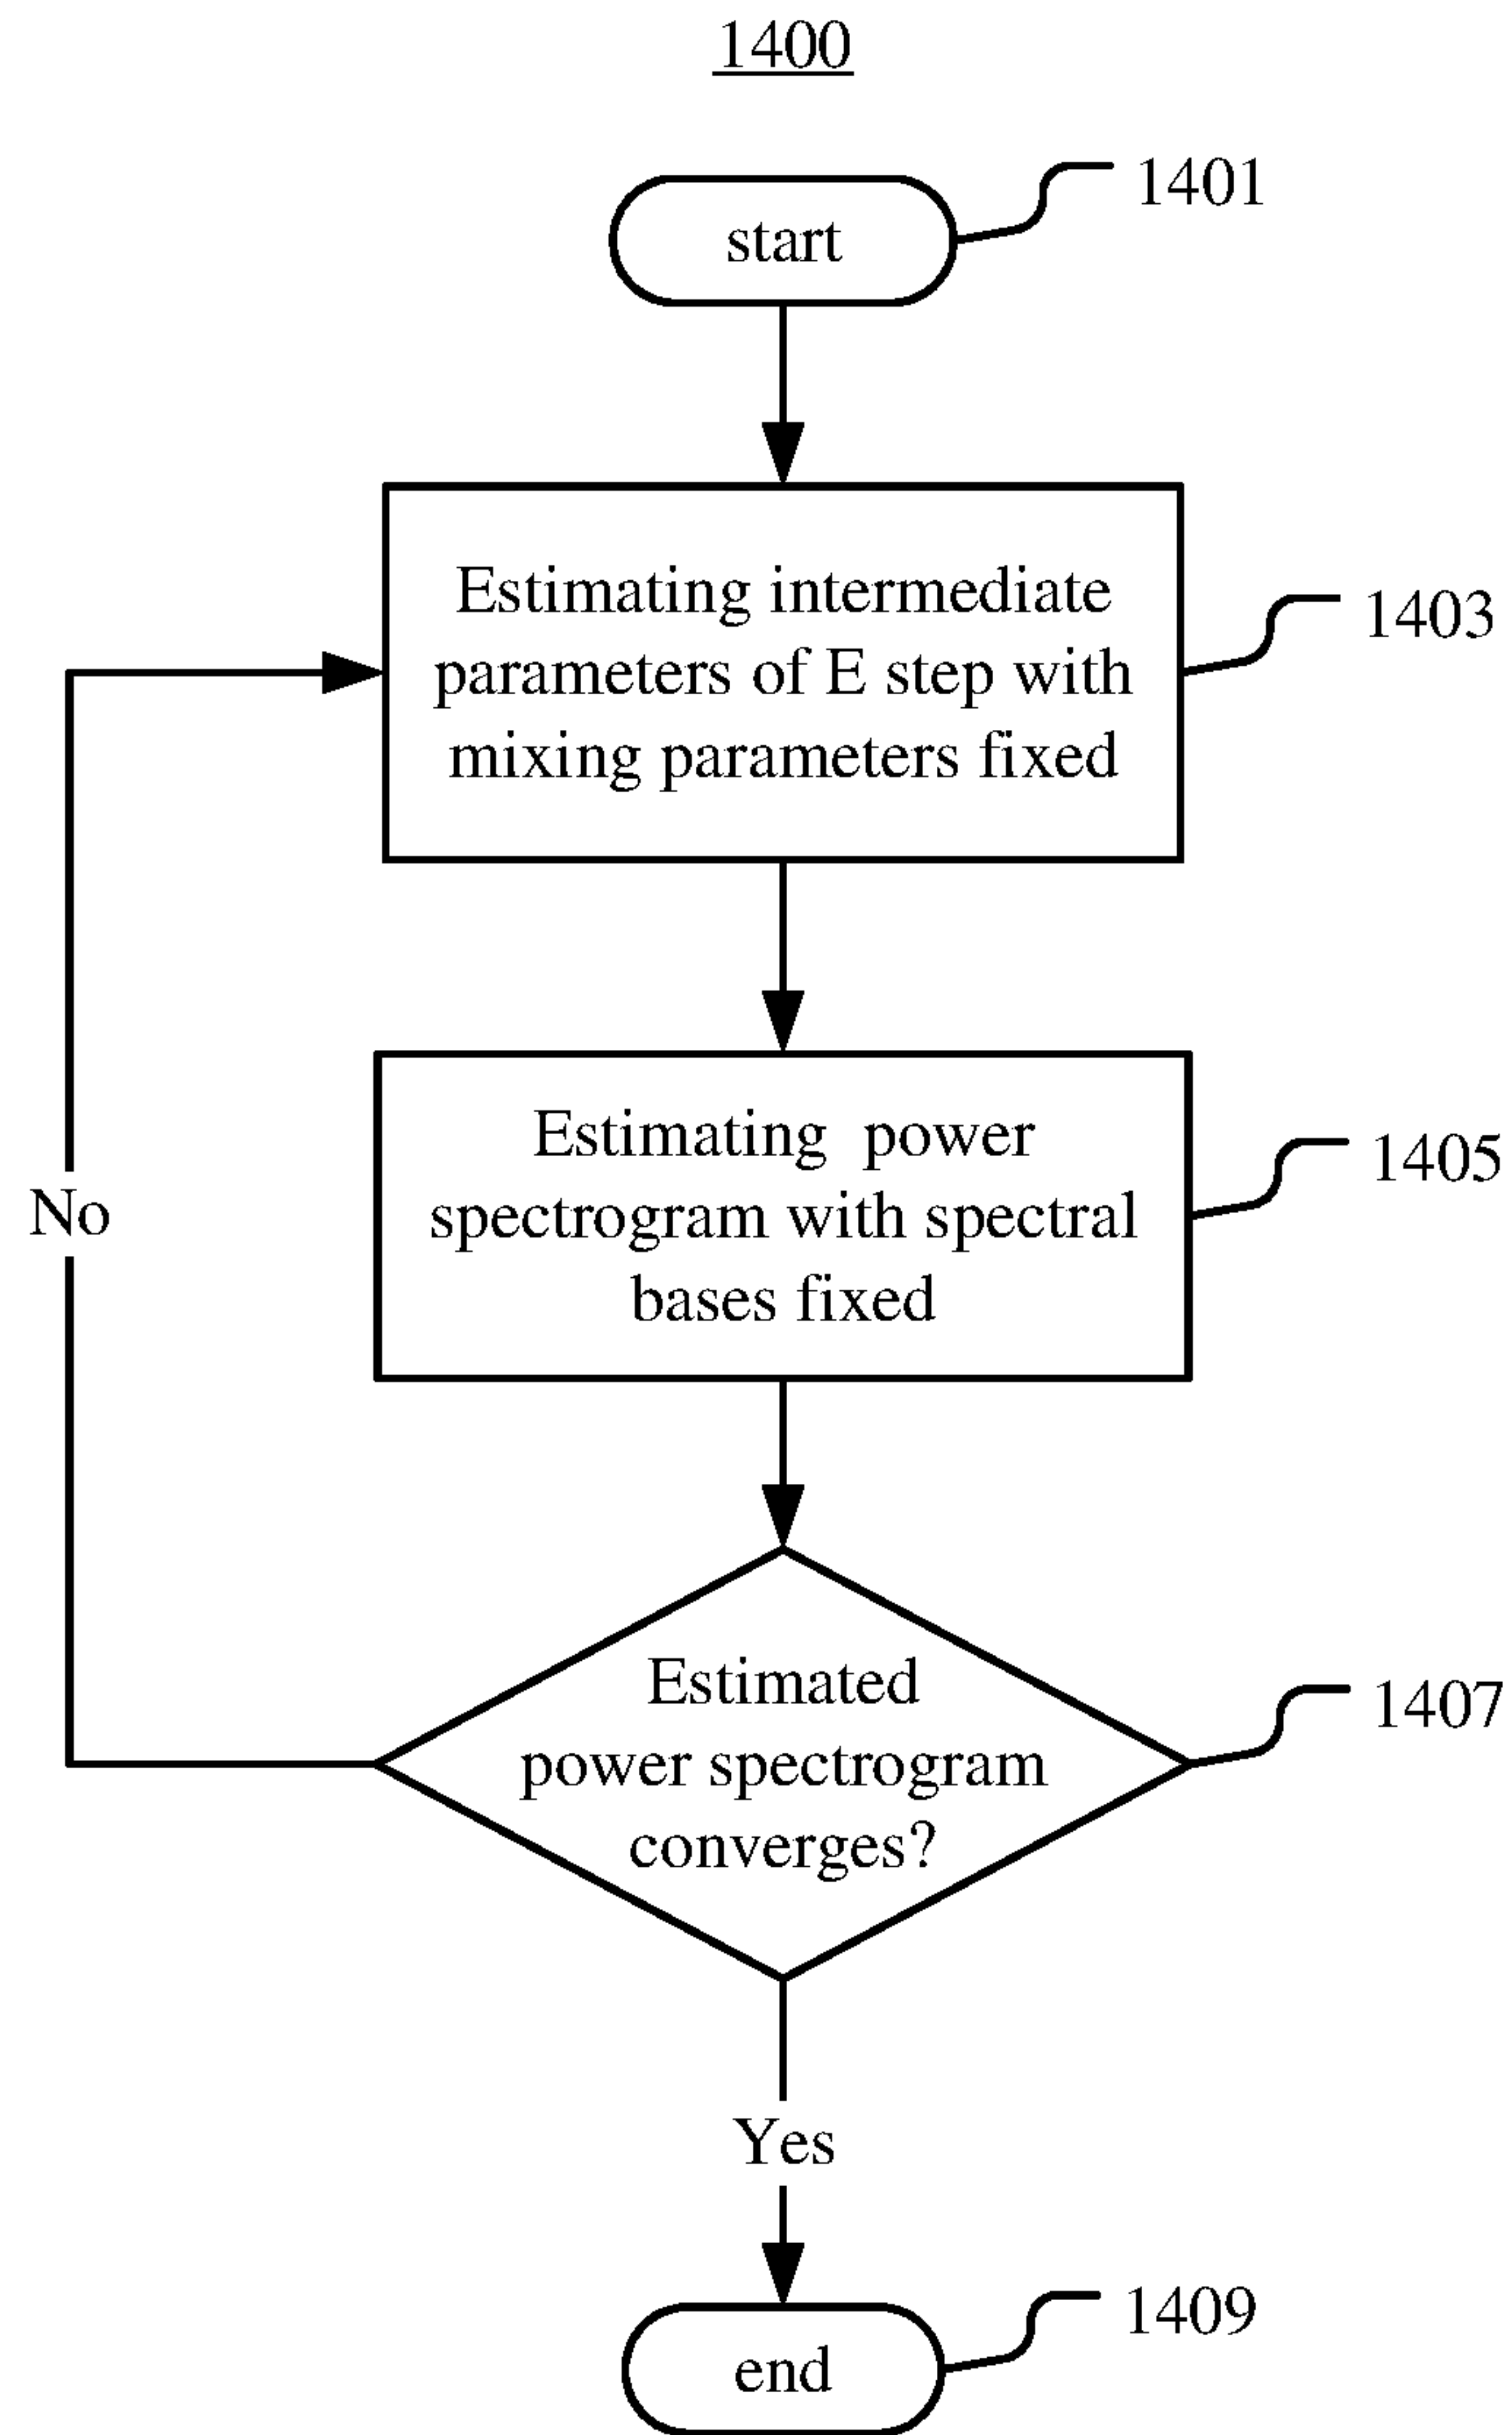 1400
1401
start
Estimating intermediate
parameters of E step with
mixing parameters fixed
1403
Estimating power
spectrogram with spectral
bases fixed
1405
No
Estimated
power spectrogram
converges?
1407
Yes
1409
end